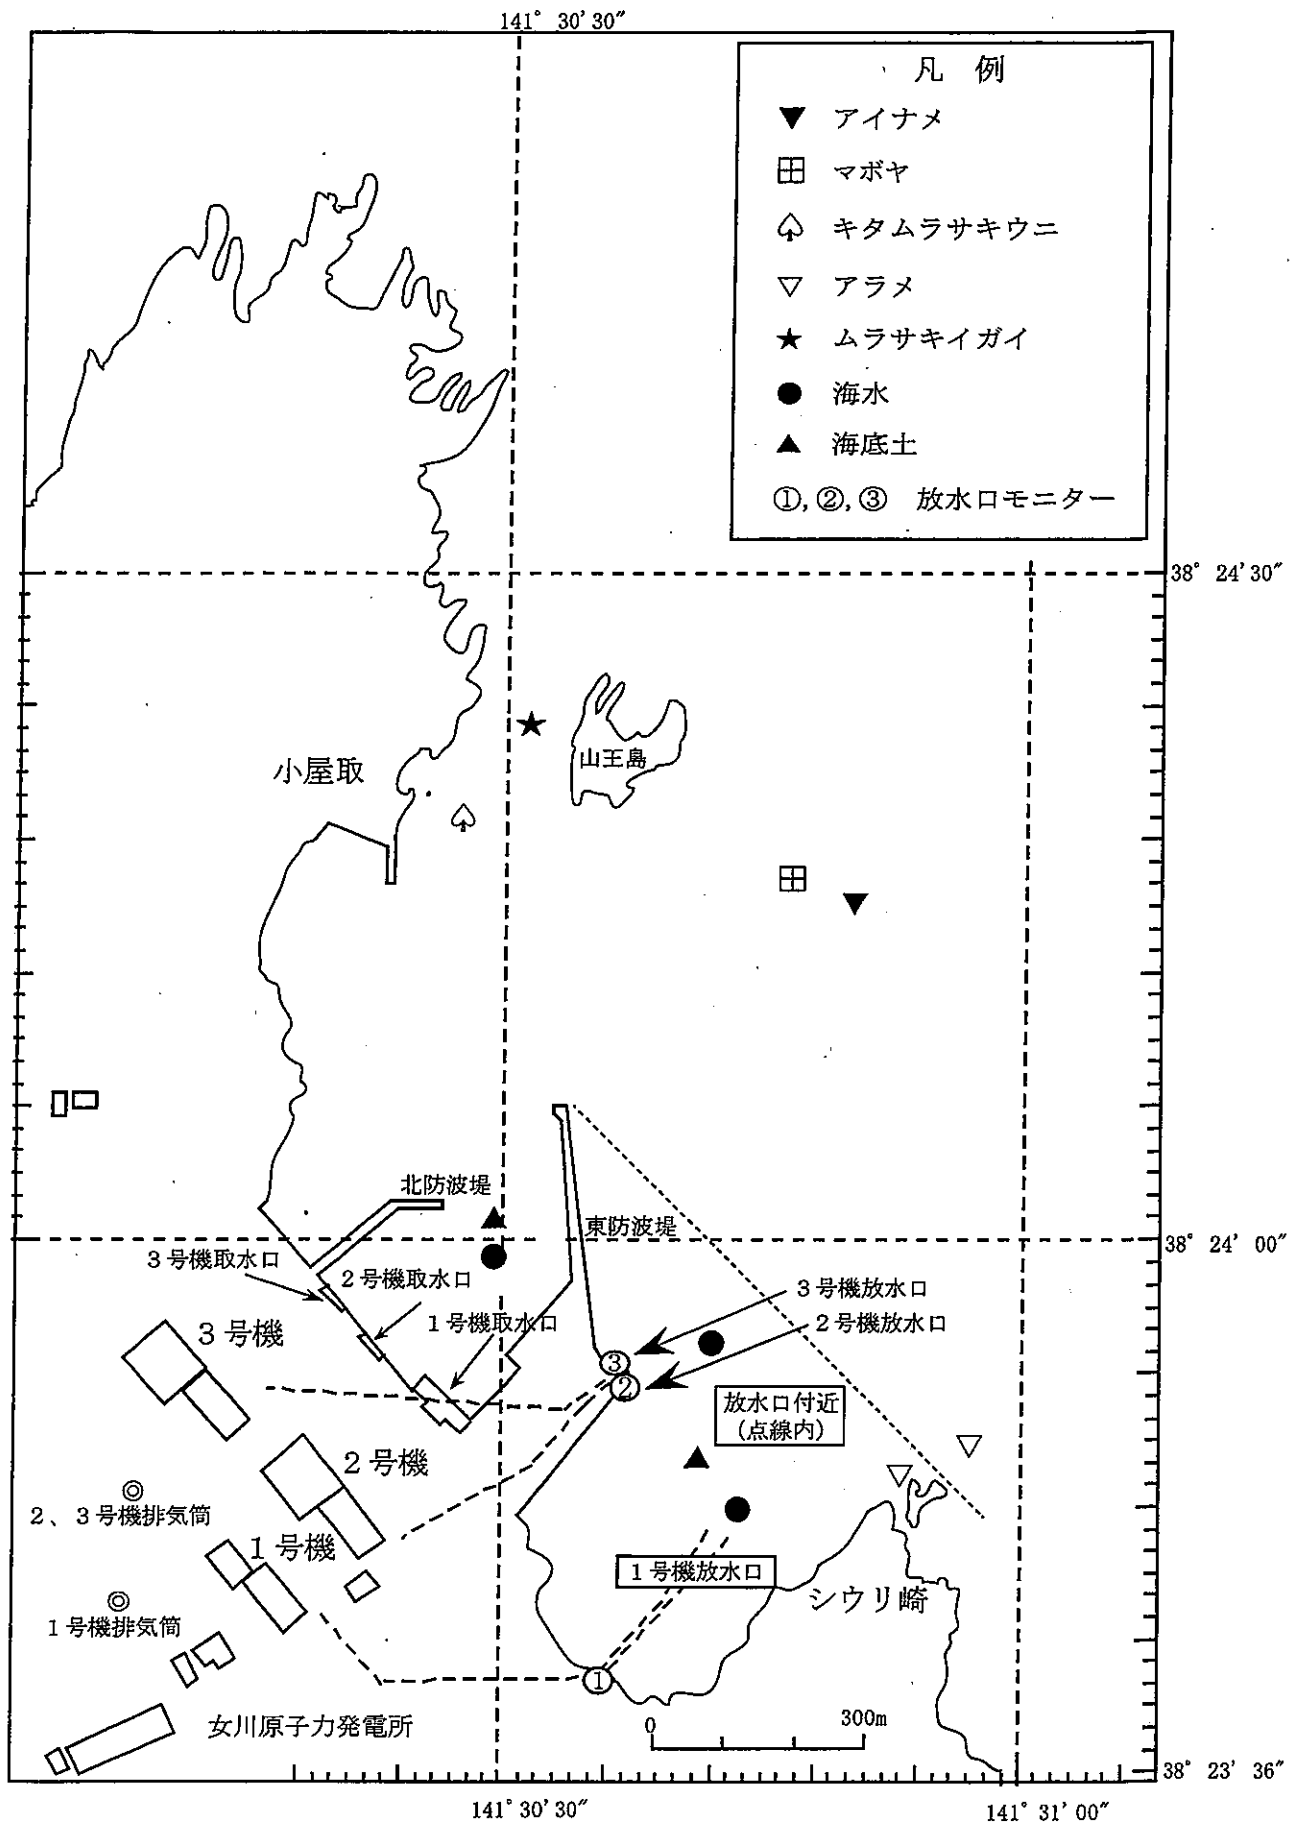 141° 30′30″
凡 例
アイナメ
マボヤ
キタムラサキウニ
アラメ
ムラサキイガイ
海水
海底土
①,②,③ 放水口モニター
38° 24′30″
山王島
小屋取
北防波堤
東防波堤
38° 24′00″
3号機取水口
2号機取水口
1号機取水口
3号機放水口
2号機放水口
3号機
③
②
放水口付近
(点線内)
2号機
2、3号機排気筒
1号機
1号機放水口
シウリ崎
1号機排気筒
①
女川原子力発電所
0 300m
38° 23′36″
141° 30′30″
141° 31′00″